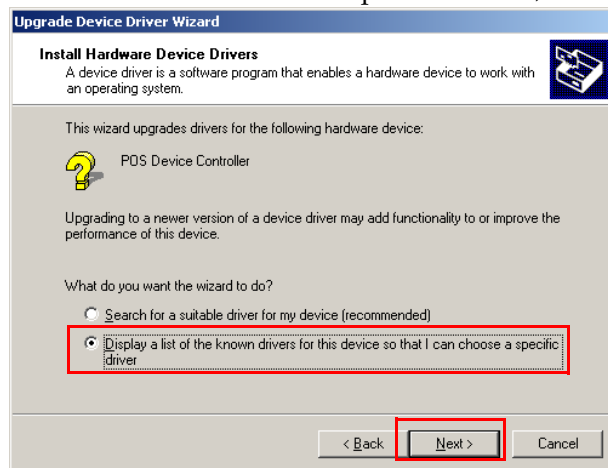 Upgrade Device Driver Wizard
Install Hardware Device Drivers
A device driver is a software program that enables a hardware device to work with
an operating system.
This wizard upgrades drivers for the following hardware device:
POS Device Controller
Upgrading to a newer version of a device driver may add functionality to or improve the
performance of this device.
What do you want the wizard to do?
Search for a suitable driver for my device (recommended)
Display a list of the known drivers for this device so that I can choose a specific
driver
< Back Next > Cancel